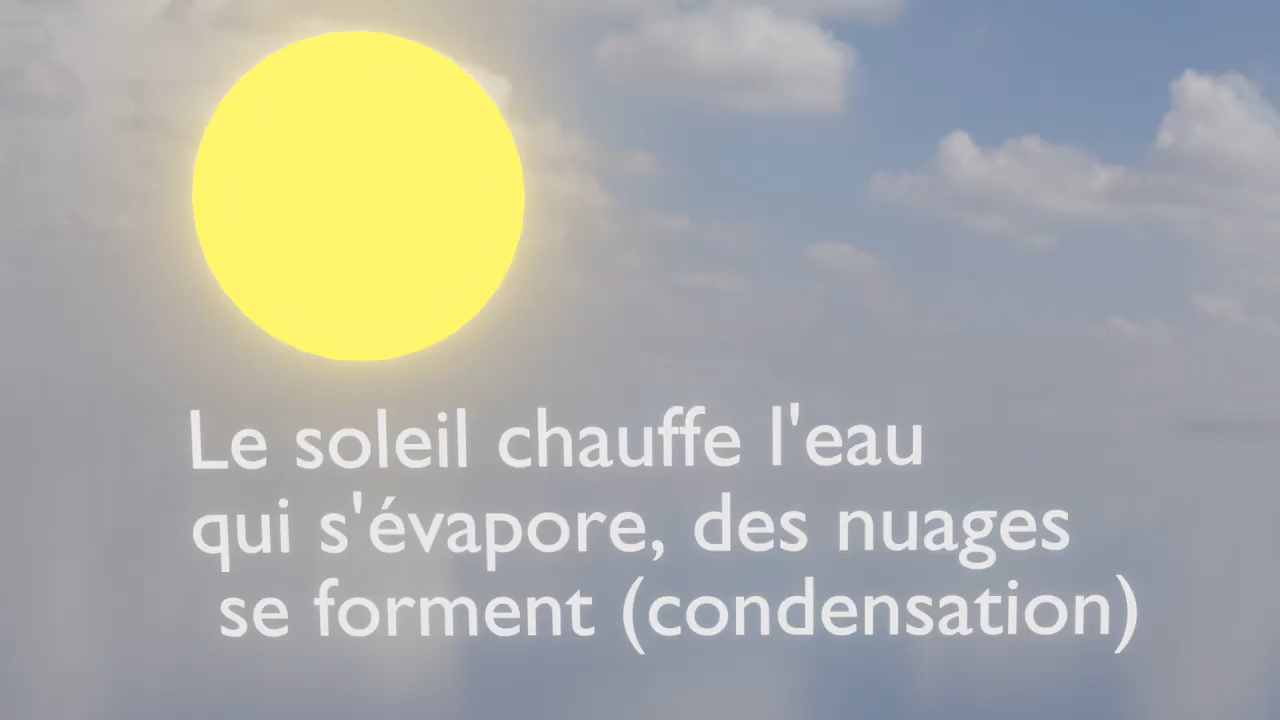 Le soleil chauffe l'eau
qui s'évapore, des nuages
se forment (condensation)